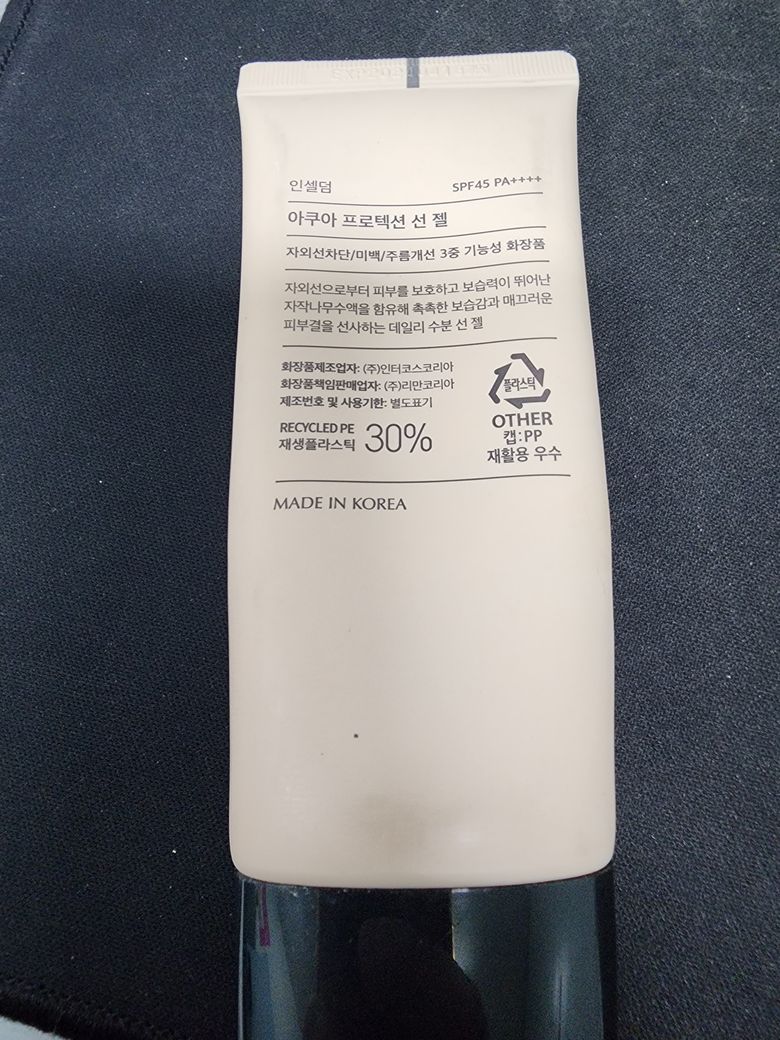 인셀덤
SPF45 PA++++
아쿠아 프로텍션 선 젤
자외선차단/미백/주름개선 3중 기능성 화장품
자외선으로부터 피부를 보호하고 보습력이 뛰어난
자작나무수액을 함유해 촉촉한 보습감과 매끄러운
피부결을 선사하는 데일리 수분 선 젤
화장품제조업자: (주)인터코스코리아
화장품책임판매업자: (주)리만코리아
제조번호 및 사용기한: 별도표기
RECYCLED PE
재생플라스틱
30%
플라스틱
OTHER
캡:PP
재활용 우수
MADE IN KOREA